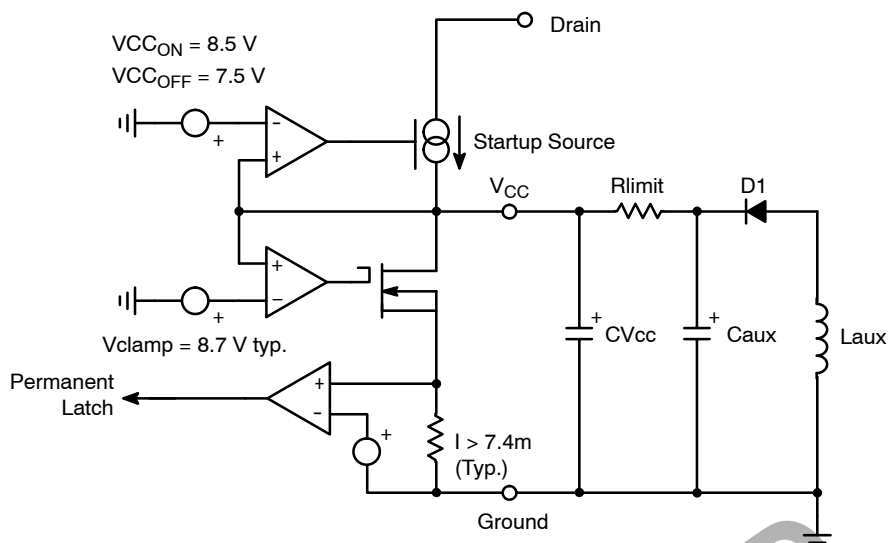 Drain
VCC_ON = 8.5 V
VCC_OFF = 7.5 V
−
+
+
Startup Source
V_CC
Rlimit
D1
+
−
+
Vclamp = 8.7 V typ.
+
CVcc
+
Caux
Laux
Permanent
Latch
+
−
+
I > 7.4m
(Typ.)
Ground